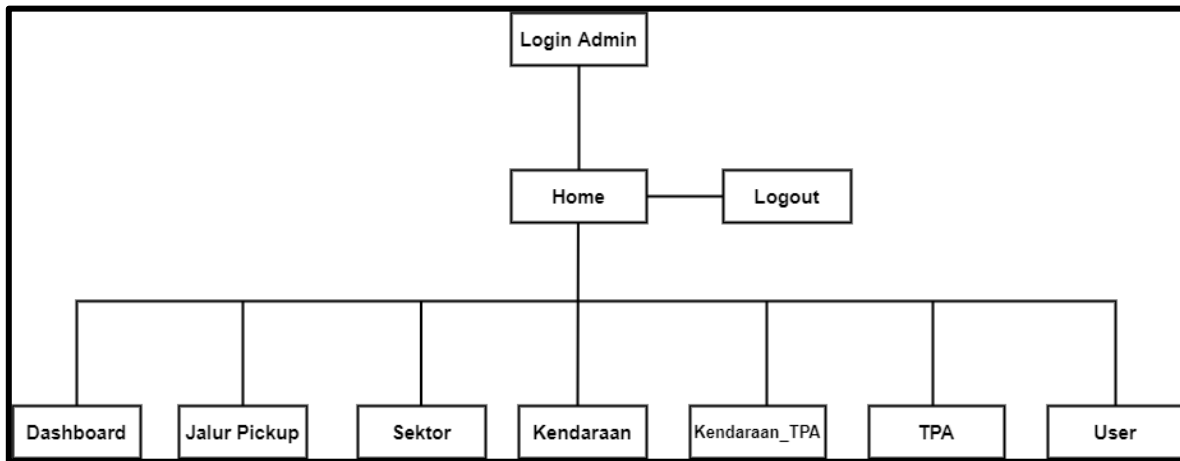 Login Admin
Home
Logout
Dashboard
Jalur Pickup
Sektor
Kendaraan
Kendaraan_TPA
TPA
User